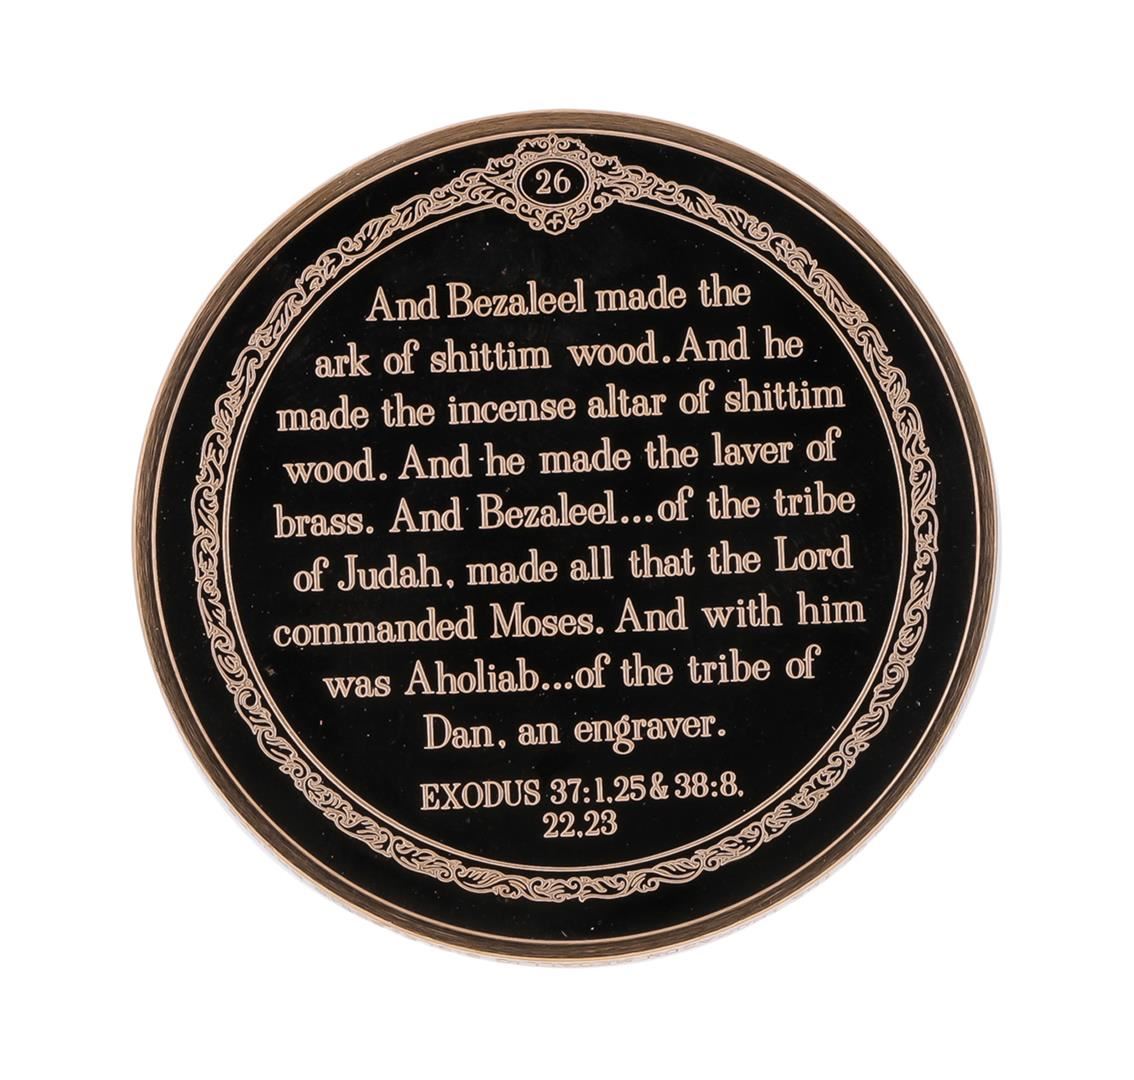 26
And Bezaleel made the
ark of shittim wood. And he
made the incense altar of shittim
wood. And he made the laver of
brass. And Bezaleel...of the tribe
of Judah, made all that the Lord
commanded Moses. And with him
was Aholiab...of the tribe of
Dan, an engraver.
EXODUS 37:1,25 & 38:8,
22,23